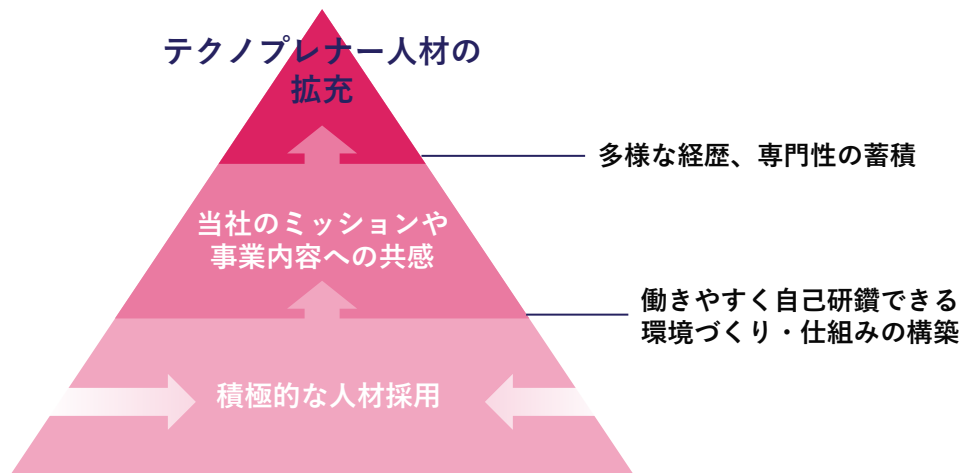 テクノプレナー人材の
拡充
多様な経歴、専門性の蓄積
当社のミッションや
事業内容への共感
働きやすく自己研鑽できる
環境づくり・仕組みの構築
積極的な人材採用